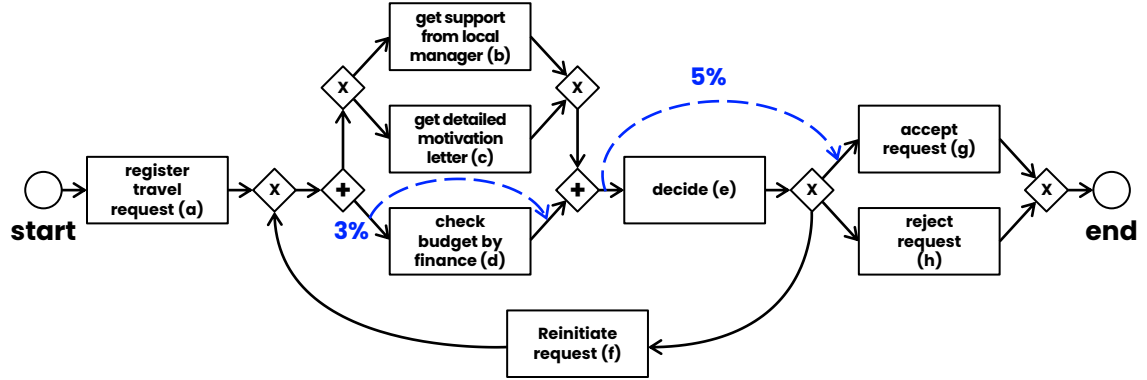 get support
from local
manager (b)
x
x
get detailed
motivation
letter (c)
5%
accept
request (g)
register
travel
request (a)
x
+
+
decide (e)
x
x
start
end
3%
check
budget by
finance (d)
reject
request
(h)
Reinitiate
request (f)